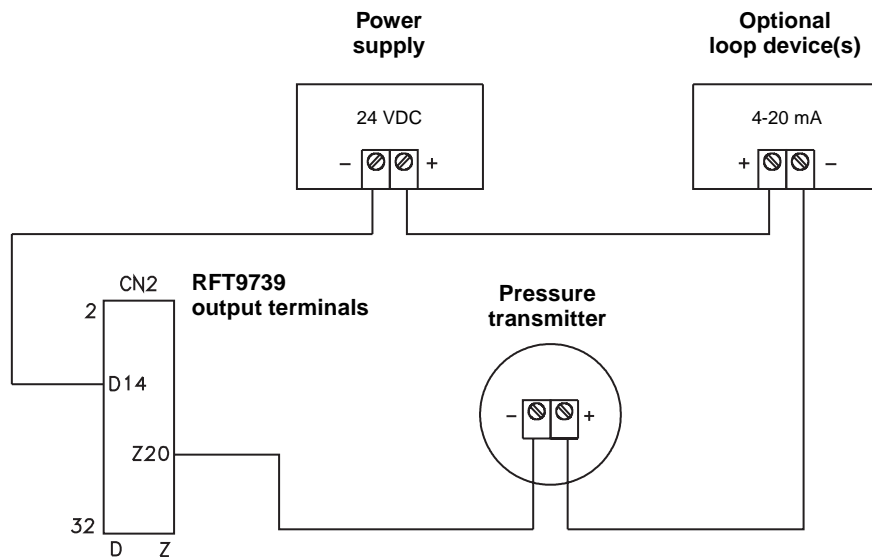 Power
supply
Optional
loop device(s)
24 VDC
4-20 mA
– +
+ –
CN2
RFT9739
output terminals
2
Pressure
transmitter
D14
– +
Z20
32
D Z